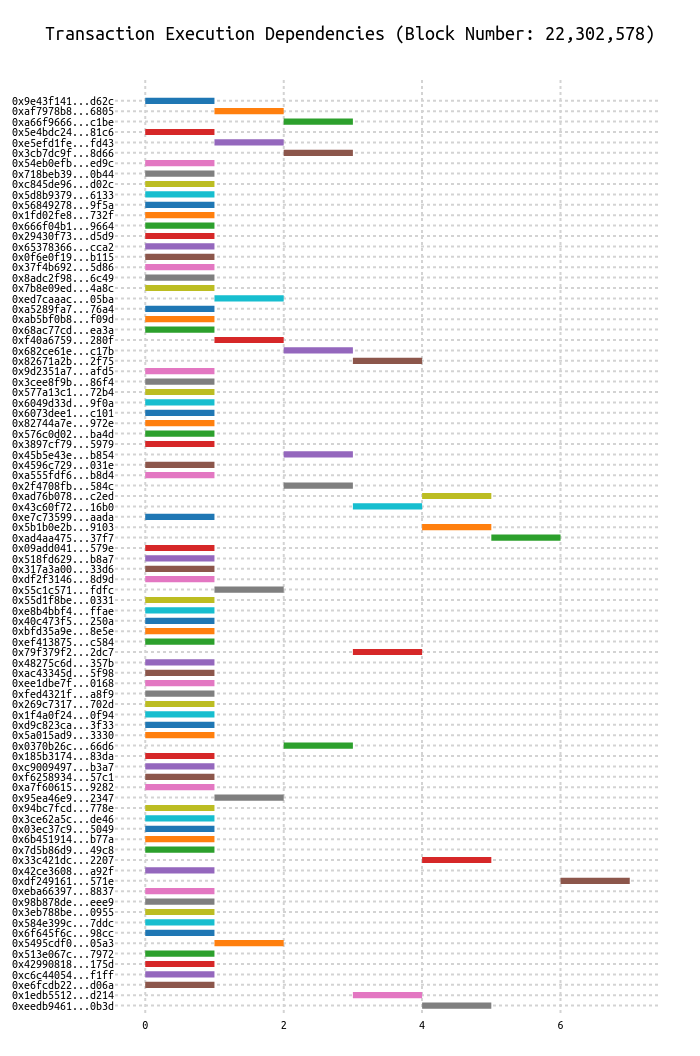 Transaction Execution Dependencies (Block Number: 22,302,578)
0x9e43f141...d62c
0xaf7978b8...6805
0xa66f9666...c1be
0x5e4bdc24...81c6
0xe5efd1fe...fd43
0x3cb7dc9f...8d66
0x54eb0efb...ed9c
0x718beb39...0b44
0xc845de96...d02c
0x5d8b9379...6133
0x56849278...9f5a
0x1fd02fe8...732f
0x666f04b1...9664
0x29430f73...d5d9
0x65378366...cca2
0x0f6e0f19...b115
0x37f4b692...5d86
0x8adc2f98...6c49
0x7b8e09ed...4a8c
0xed7caaac...05ba
0xa5289fa7...76a4
0xab5bf0b8...f09d
0x68ac77cd...ea3a
0xf40a6759...280f
0x682ce61e...c17b
0x82671a2b...2f75
0x9d2351a7...afd5
0x3cee8f9b...86f4
0x577a13c1...72b4
0x6049d33d...9f0a
0x6073dee1...c101
0x82744a7e...972e
0x576c0d02...ba4d
0x3897cf79...5979
0x45b5e43e...b854
0x4596c729...031e
0xa555fdf6...b8d4
0x2f4708fb...584c
0xad76b078...c2ed
0x43c60f72...16b0
0xe7c73599...aada
0x5b1b0e2b...9103
0xad4aa475...37f7
0x09add041...579e
0x518fd629...b8a7
0x317a3a00...33d6
0xdf2f3146...8d9d
0x55c1c571...fdfc
0x55d1f8be...0331
0xe8b4bbf4...ffae
0x40c473f5...250a
0xbfd35a9e...8e5e
0xef413875...c584
0x79f379f2...2dc7
0x48275c6d...357b
0xac43345d...5f98
0xee1dbe7f...0168
0xfed4321f...a8f9
0x269c7317...702d
0x1f4a0f24...0f94
0xd9c823ca...3f33
0x5a015ad9...3330
0x0370b26c...66d6
0x185b3174...83da
0xc9009497...b3a7
0xf6258934...57c1
0xa7f60615...9282
0x95ea46e9...2347
0x94bc7fcd...778e
0x3ce62a5c...de46
0x03ec37c9...5049
0x6b451914...b77a
0x7d5b86d9...49c8
0x33c421dc...2207
0x42ce3608...a92f
0xdf249161...571e
0xeba66397...8837
0x98b878de...eee9
0x3eb788be...0955
0x584e399c...7ddc
0x6f645f6c...98cc
0x5495cdf0...05a3
0x513e067c...7972
0x42990818...175d
0xc6c44054...f1ff
0xe6fcdb22...d06a
0x1edb5512...d214
0xeedb9461...0b3d
0 2 4 6